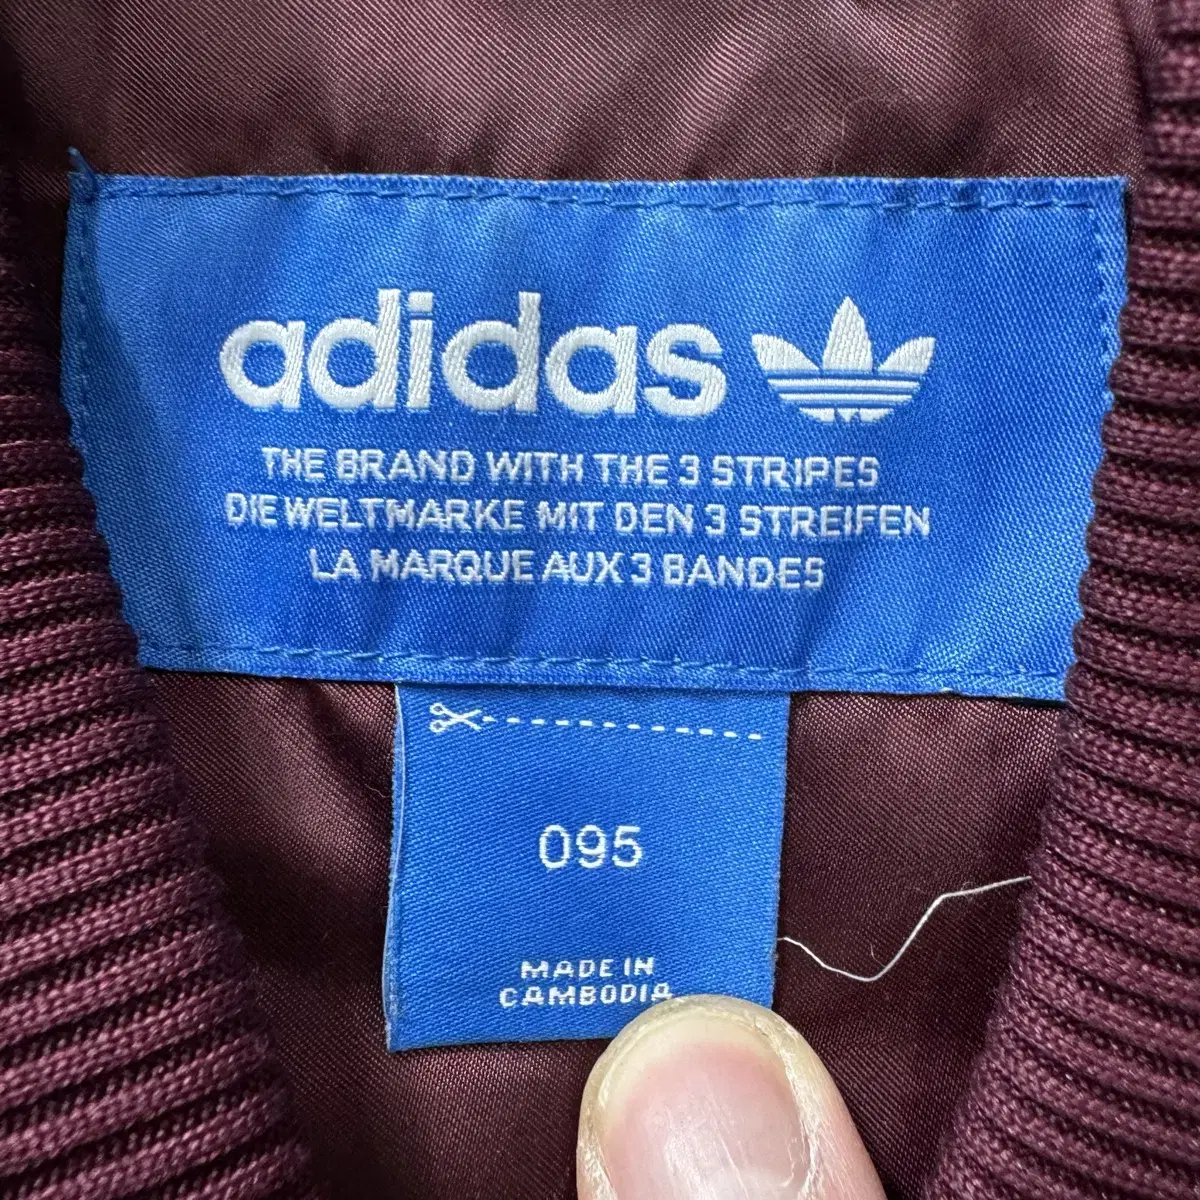 adidas
THE BRAND WITH THE 3 STRIPES
DIE WELTMARKE MIT DEN 3 STREIFEN
LA MARQUE AUX 3 BANDES
095
MADE IN
CAMBODIA